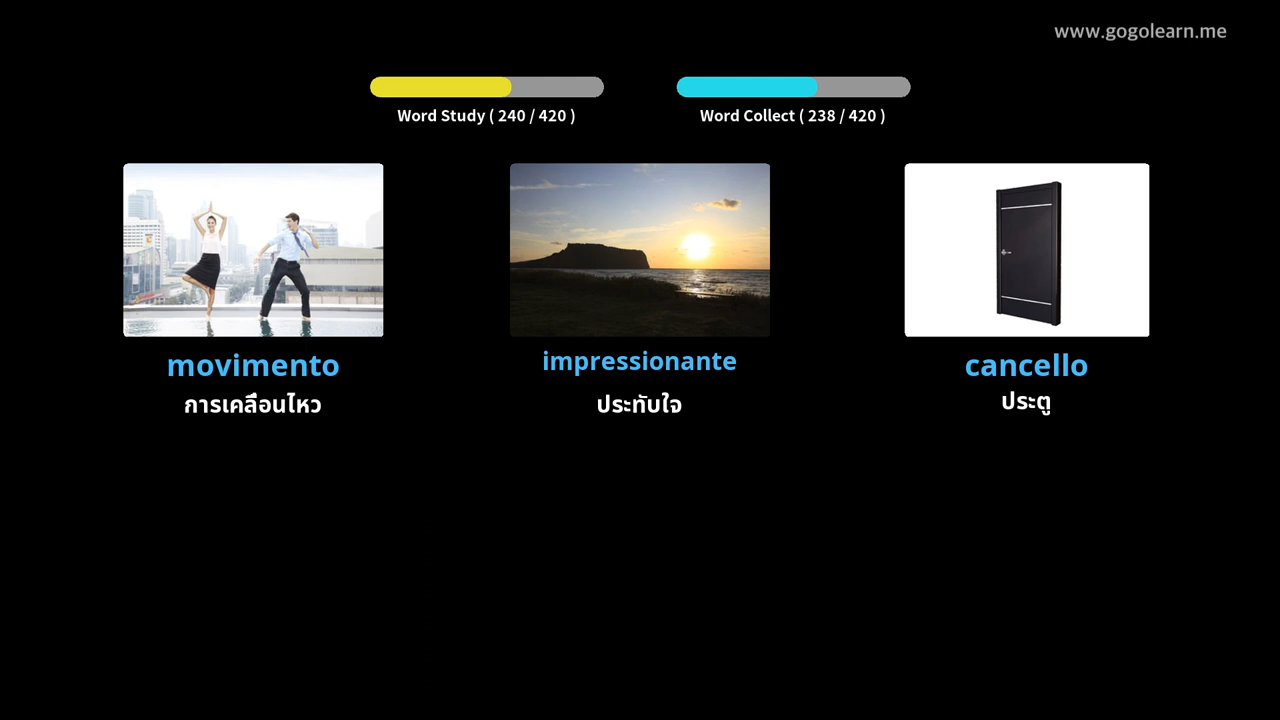 www.gogolearn.me
Word Study ( 240 / 420 )
Word Collect ( 238 / 420 )
movimento
impressionante
cancello
การเคลื่อนไหว
ประทับใจ
ประตู